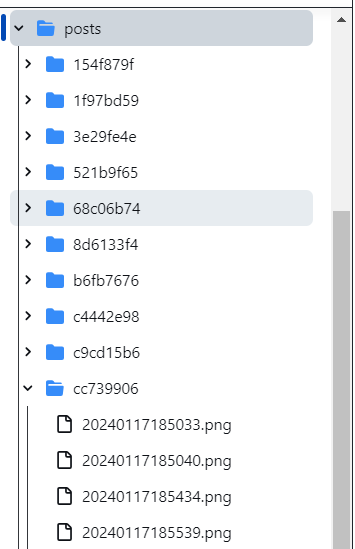 posts
154f879f
1f97bd59
3e29fe4e
521b9f65
68c06b74
8d6133f4
b6fb7676
c4442e98
c9cd15b6
cc739906
20240117185033.png
20240117185040.png
20240117185434.png
20240117185539.png